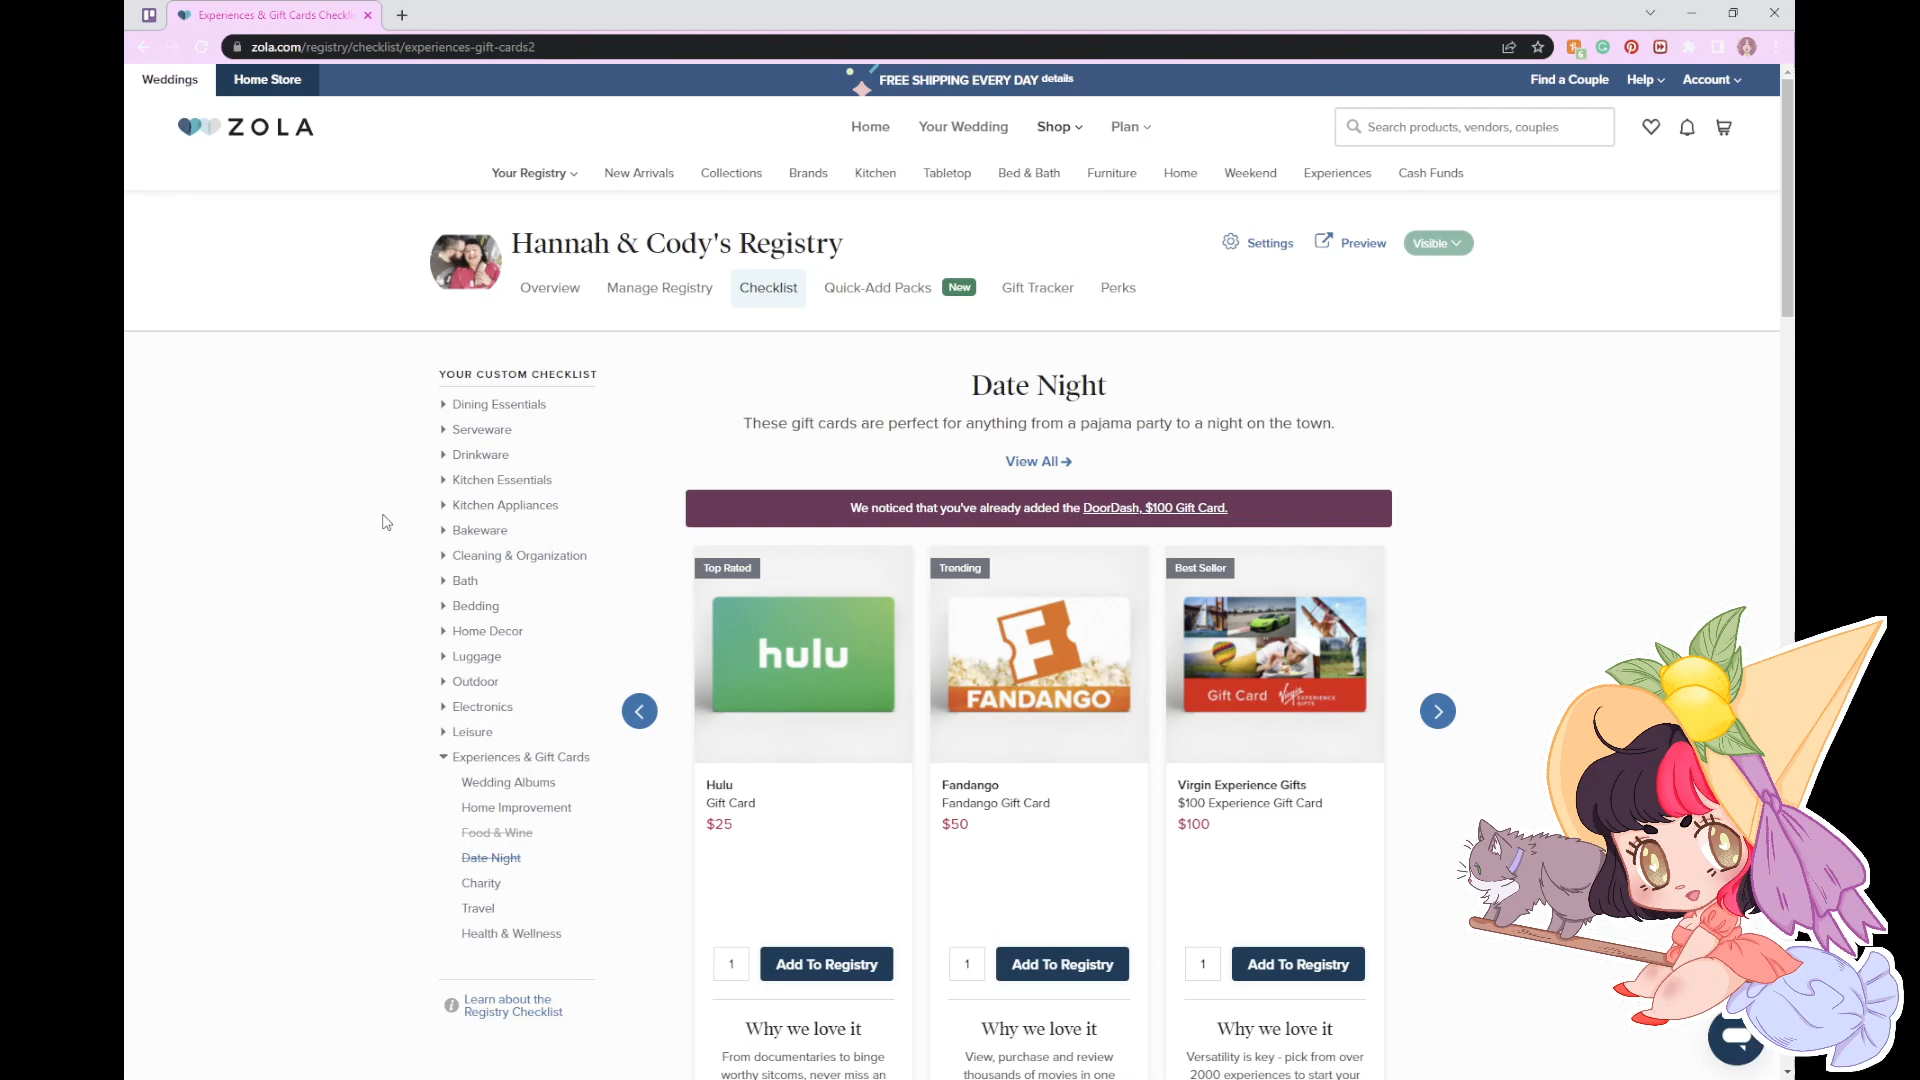 Experiences & Gift Cards Checkli
zola.com/registry/checklist/experiences-gift-cards2
Weddings
Home Store
FREE SHIPPING EVERY DAY details
Find a Couple
Help
Account
ZOLA
Home
Your Wedding
Shop
Plan
Search products, vendors, couples
Your Registry
New Arrivals
Collections
Brands
Kitchen
Tabletop
Bed & Bath
Furniture
Home
Weekend
Experiences
Cash Funds
Hannah & Cody's Registry
Settings
Preview
Visible
Overview
Manage Registry
Checklist
Quick-Add Packs
New
Gift Tracker
Perks
YOUR CUSTOM CHECKLIST
Dining Essentials
Serveware
Drinkware
Kitchen Essentials
Kitchen Appliances
Bakeware
Cleaning & Organization
Bath
Bedding
Home Decor
Luggage
Outdoor
Electronics
Leisure
Experiences & Gift Cards
Wedding Albums
Home Improvement
Food & Wine
Date Night
Charity
Travel
Health & Wellness
Learn about the
Registry Checklist
Date Night
These gift cards are perfect for anything from a pajama party to a night on the town.
View All
We noticed that you've already added the DoorDash, $100 Gift Card.
Top Rated
hulu
Hulu
Gift Card
$25
1
Add To Registry
Why we love it
From documentaries to binge
worthy sitcoms, never miss an
Trending
F
FANDANGO
Fandango
Fandango Gift Card
$50
1
Add To Registry
Why we love it
View, purchase and review
thousands of movies in one
Best Seller
Gift Card
Virgin EXPERIENCE
GIFTS
Virgin Experience Gifts
$100 Experience Gift Card
$100
1
Add To Registry
Why we love it
Versatility is key - pick from over
2000 experiences to start your